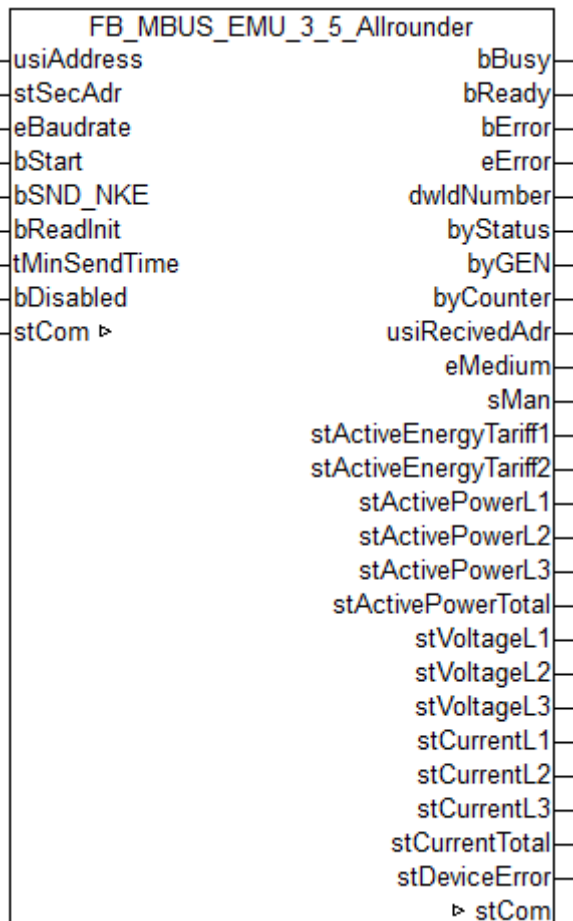 FB_MBUS_EMU_3_5_Allrounder
usiAddress bBusy
stSecAdr bReady
eBaudrate bError
bStart eError
bSND_NKE dwIdNumber
bReadInit byStatus
tMinSendTime byGEN
bDisabled byCounter
stCom ▹ usiRecivedAdr
eMedium
sMan
stActiveEnergyTariff1
stActiveEnergyTariff2
stActivePowerL1
stActivePowerL2
stActivePowerL3
stActivePowerTotal
stVoltageL1
stVoltageL2
stVoltageL3
stCurrentL1
stCurrentL2
stCurrentL3
stCurrentTotal
stDeviceError
▹ stCom